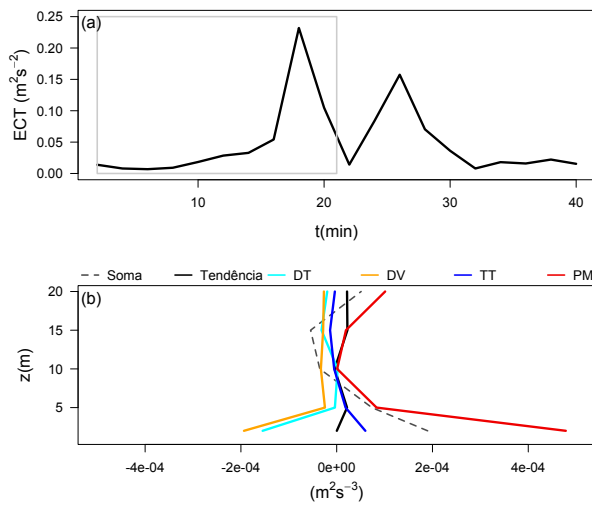 (a)
0.25
0.20
0.15
0.10
0.05
0.00
ECT (m²s⁻²)
10 20 30 40
t(min)
Soma Tendência DT DV TT PM
(b)
20
15
10
5
z(m)
-4e-04 -2e-04 0e+00 2e-04 4e-04
(m²s⁻³)